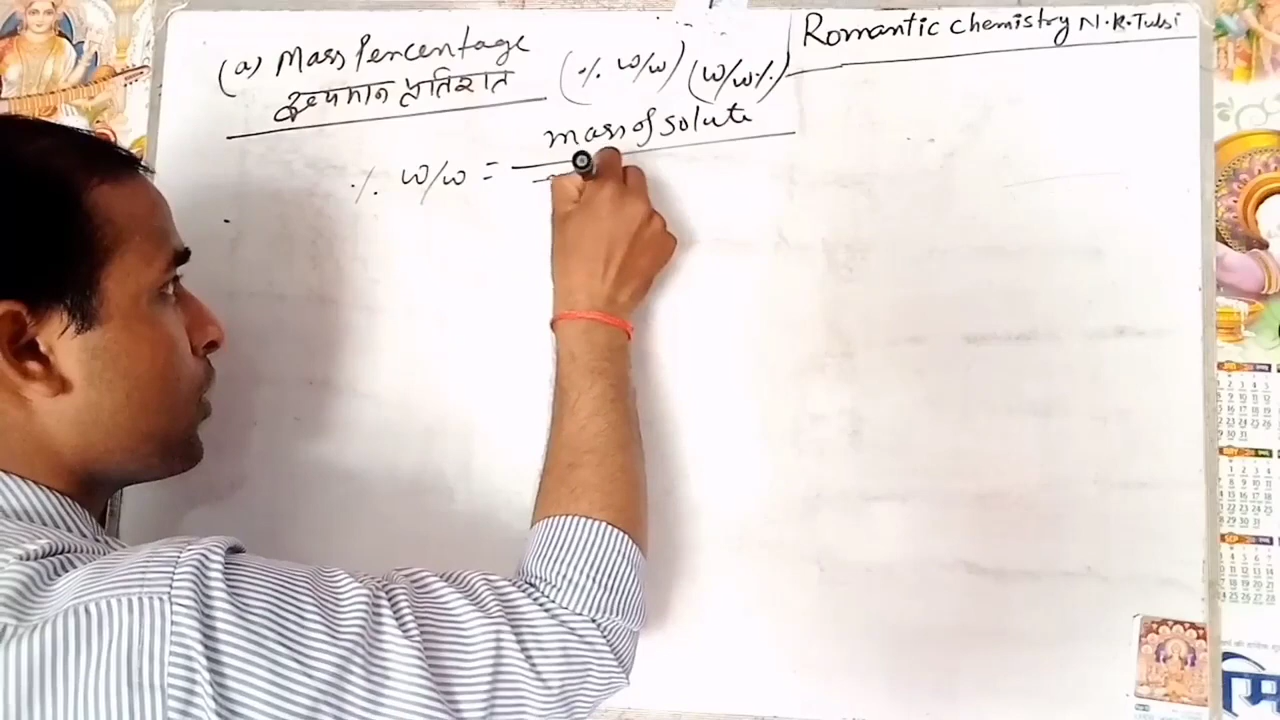 Romantic chemistry N.K.Tulsi
(a) Mass Percentage (% w/w) (w/w%)
द्रव्यमान प्रतिशत
% w/w = mass of solute